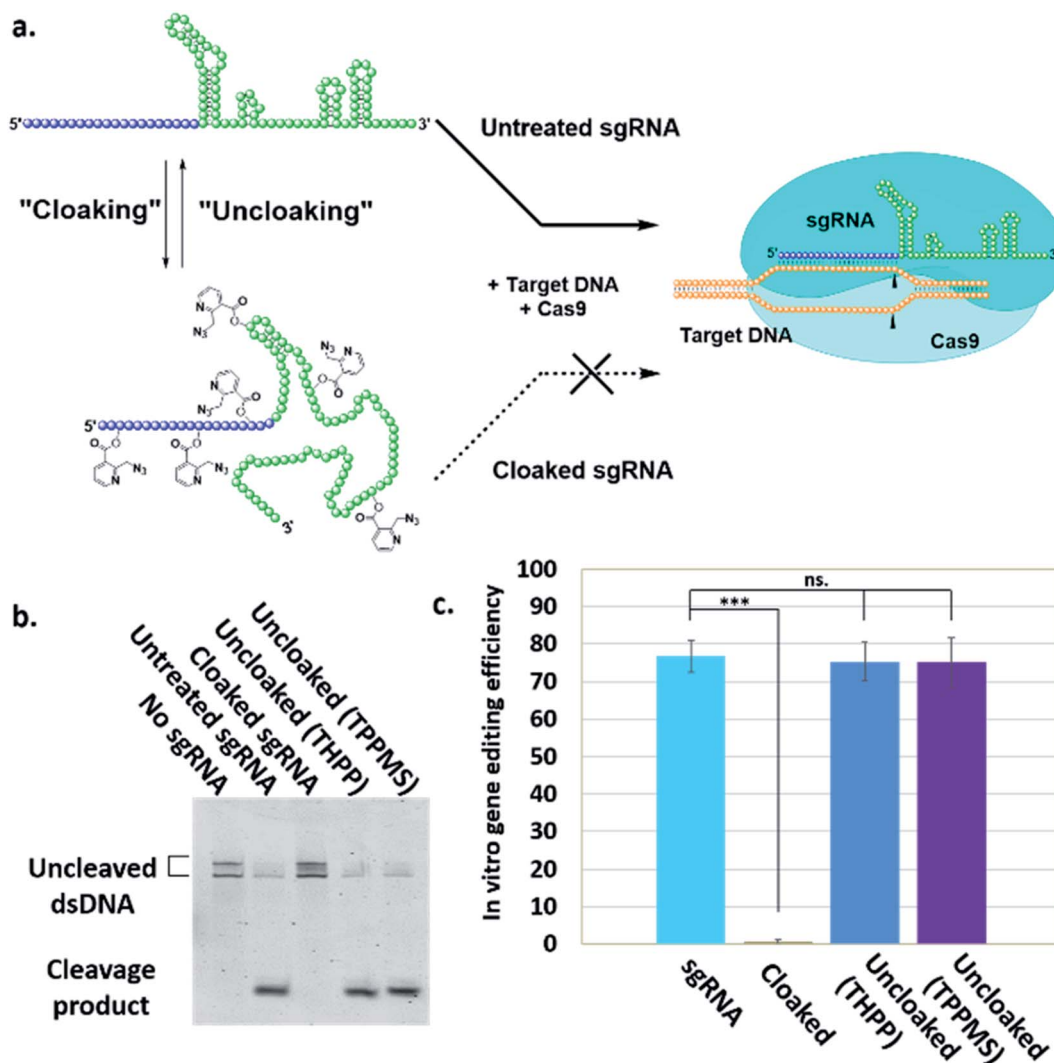 a.
5'
3'
Untreated sgRNA
"Cloaking"
"Uncloaking"
sgRNA
5'
3'
+ Target DNA
+ Cas9
Target DNA
Cas9
N
N₃
O
O
N
N₃
O
O
N
N₃
O
O
5'
O
O
N₃
N
O
O
N₃
N
3'
O
O
N₃
N
Cloaked sgRNA
b.
No sgRNA
Untreated sgRNA
Cloaked sgRNA
Uncloaked (THPP)
Uncloaked (TPPMS)
Uncleaved
dsDNA
Cleavage
product
c.
In vitro gene editing efficiency
100
90
80
70
60
50
40
30
20
10
0
ns.
***
sgRNA
Cloaked
Uncloaked
(THPP)
Uncloaked
(TPPMS)